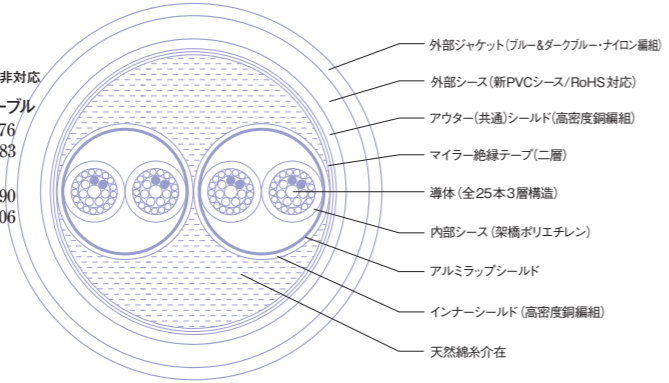 非対応
ーブル
76
83
90
06
外部ジャケット(ブルー&ダークブルー・ナイロン編組)
外部シース(新PVCシース/RoHS対応)
アウター(共通)シールド(高密度銅編組)
マイラー絶縁テープ(二層)
導体(全25本3層構造)
内部シース(架橋ポリエチレン)
アルミラップシールド
インナーシールド(高密度銅編組)
天然綿糸介在